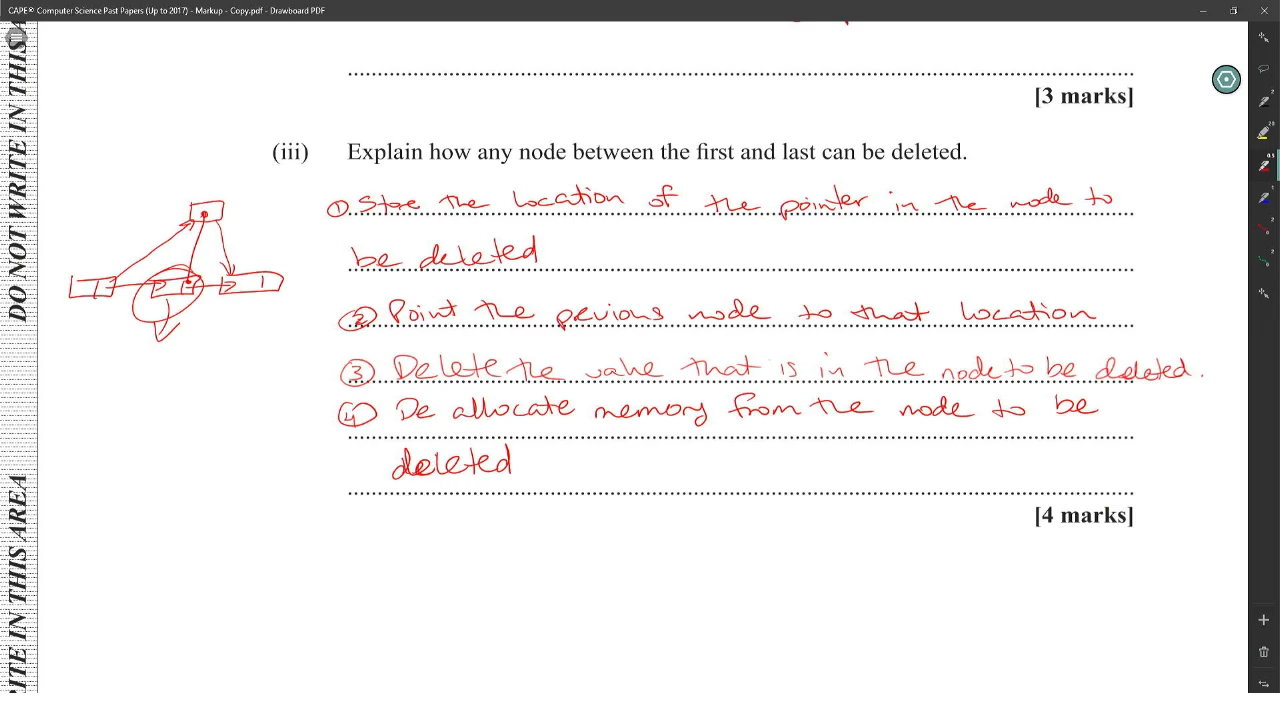 CAPE® Computer Science Past Papers (Up to 2017) - Markup - Copy.pdf - Drawboard PDF
DO NOT WRITE IN THIS
[3 marks]
(iii) Explain how any node between the first and last can be deleted.
① Store the location of the pointer in the node to
be deleted
② Point the pevious node to that location
③ Delete the value that is in the node to be deleted.
④ De allocate memory from the node to be
deleted
[4 marks]
ITE IN THIS AREA